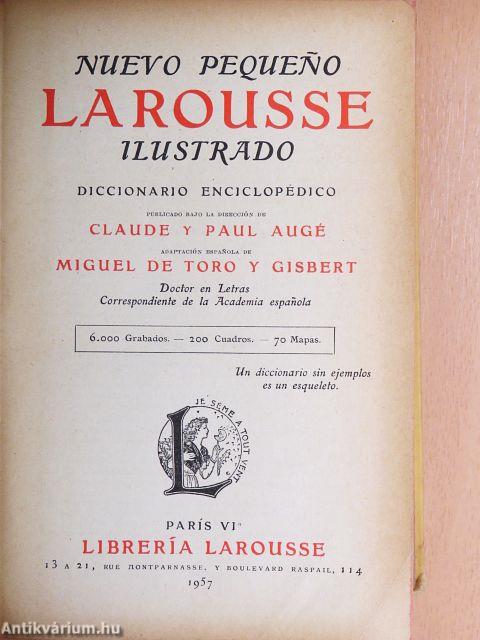 NUEVO PEQUEÑO
LAROUSSE
ILUSTRADO
DICCIONARIO ENCICLOPÉDICO
PUBLICADO BAJO LA DIRECCIÓN DE
CLAUDE Y PAUL AUGÉ
ADAPTACIÓN ESPAÑOLA DE
MIGUEL DE TORO Y GISBERT
Doctor en Letras
Correspondiente de la Academia española
6.000 Grabados. — 200 Cuadros. — 70 Mapas.
Un diccionario sin ejemplos
es un esqueleto.
JE SÈME À TOUT VENT
L
PARÍS VIº
LIBRERÍA LAROUSSE
13 A 21, RUE MONTPARNASSE, Y BOULEVARD RASPAIL, 114
1957
Antikvárium.hu